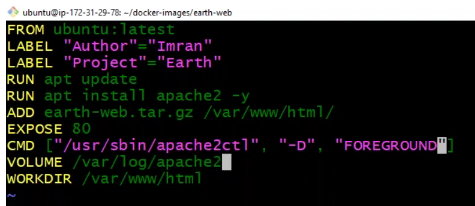 ubuntu@ip-172-31-29-78: ~/docker-images/earth-web
FROM ubuntu:latest
LABEL "Author"="Imran"
LABEL "Project"="Earth"
RUN apt update
RUN apt install apache2 -y
ADD earth-web.tar.gz /var/www/html/
EXPOSE 80
CMD ["/usr/sbin/apache2ctl", "-D", "FOREGROUND"]
VOLUME /var/log/apache2
WORKDIR /var/www/html
~